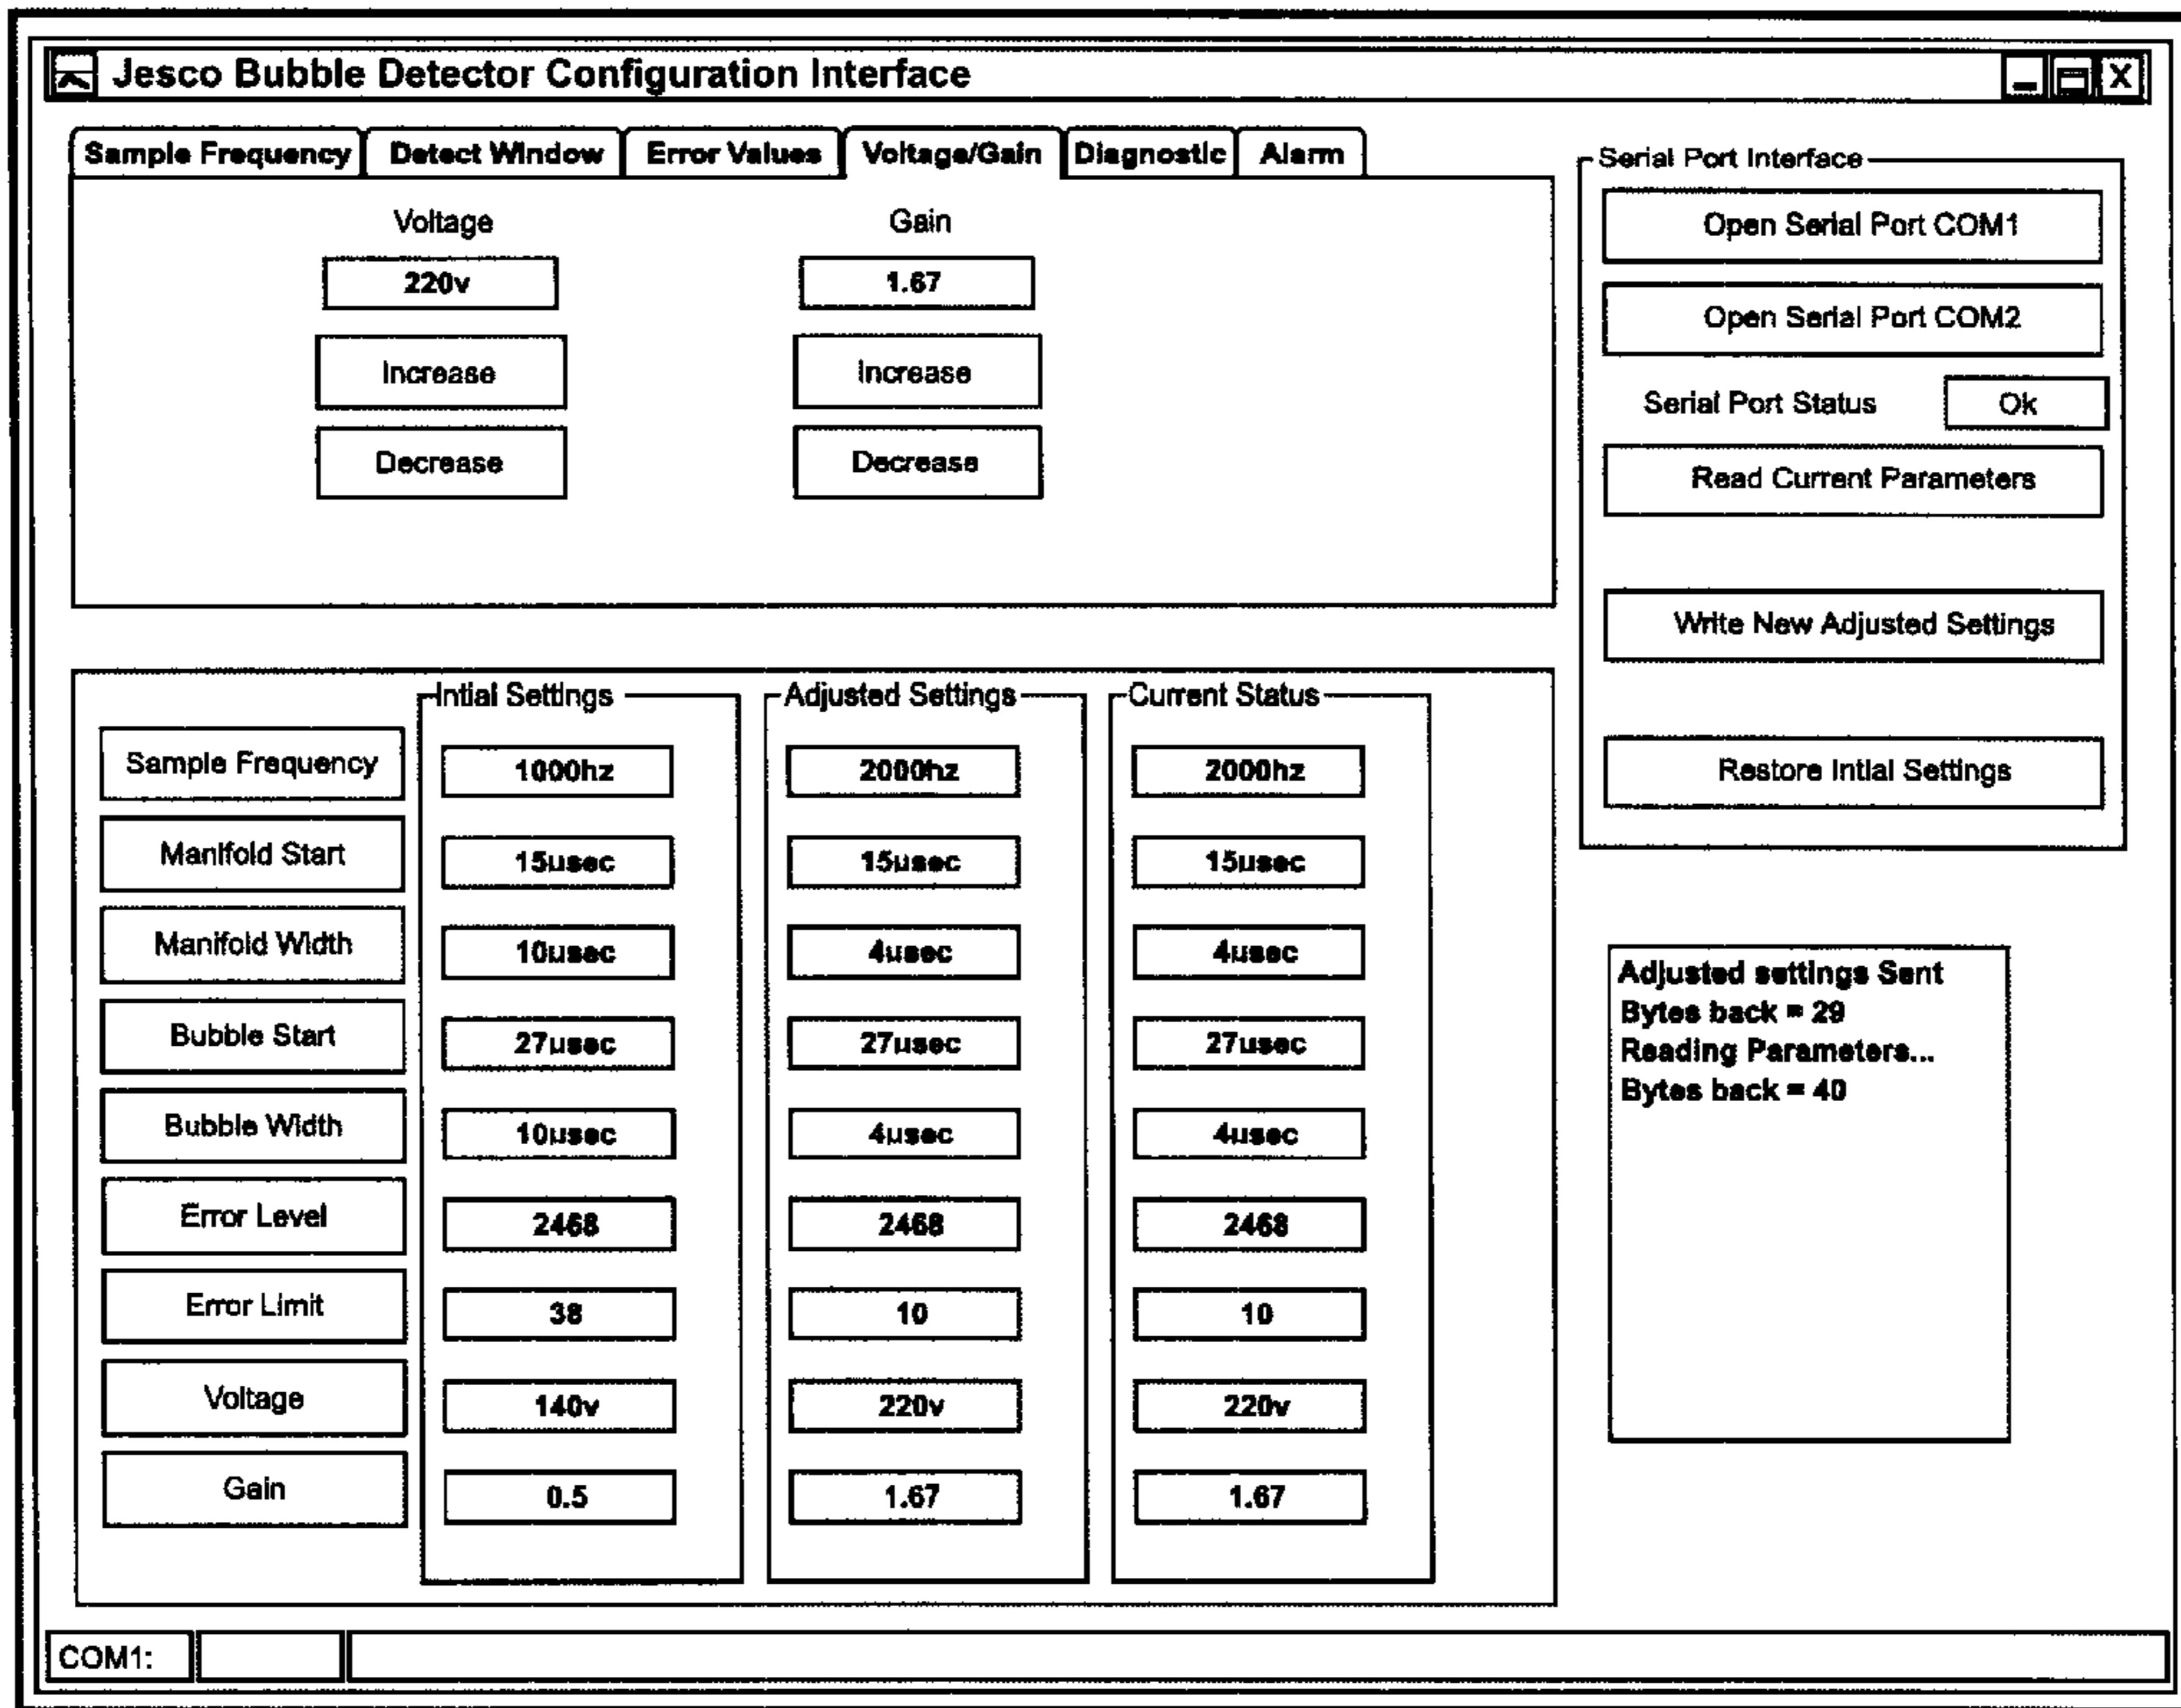 Jesco Bubble Detector Configuration Interface
Sample Frequency Detect Window Error Values Voltage/Gain Diagnostic Alarm
Voltage Gain
220v 1.67
Increase Increase
Decrease Decrease
Serial Port Interface
Open Serial Port COM1
Open Serial Port COM2
Serial Port Status Ok
Read Current Parameters
Write New Adjusted Settings
Restore Intial Settings
Intial Settings Adjusted Settings Current Status
Sample Frequency 1000hz 2000hz 2000hz
Manifold Start 15usec 15usec 15usec
Manifold Width 10usec 4usec 4usec
Bubble Start 27usec 27usec 27usec
Bubble Width 10usec 4usec 4usec
Error Level 2468 2468 2468
Error Limit 38 10 10
Voltage 140v 220v 220v
Gain 0.5 1.67 1.67
Adjusted settings Sent
Bytes back = 29
Reading Parameters...
Bytes back = 40
COM1: